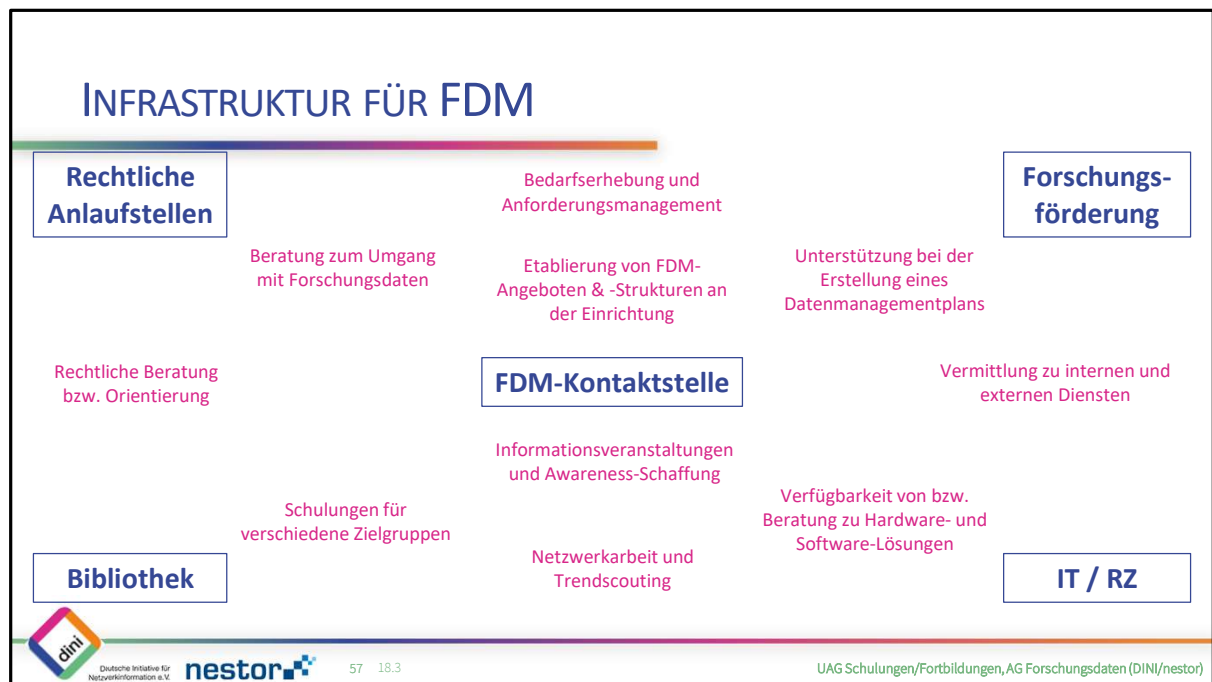 INFRASTRUKTUR FÜR FDM
Rechtliche
Anlaufstellen
Bedarfserhebung und
Anforderungsmanagement
Forschungs-
förderung
Beratung zum Umgang
mit Forschungsdaten
Etablierung von FDM-
Angeboten & -Strukturen an
der Einrichtung
Unterstützung bei der
Erstellung eines
Datenmanagementplans
Rechtliche Beratung
bzw. Orientierung
FDM-Kontaktstelle
Vermittlung zu internen und
externen Diensten
Informationsveranstaltungen
und Awareness-Schaffung
Schulungen für
verschiedene Zielgruppen
Verfügbarkeit von bzw.
Beratung zu Hardware- und
Software-Lösungen
Netzwerkarbeit und
Trendscouting
Bibliothek
IT / RZ
dini
Deutsche Initiative für
Netzwerkinformation e.V.
nestor
57 18.3
UAG Schulungen/Fortbildungen, AG Forschungsdaten (DINI/nestor)